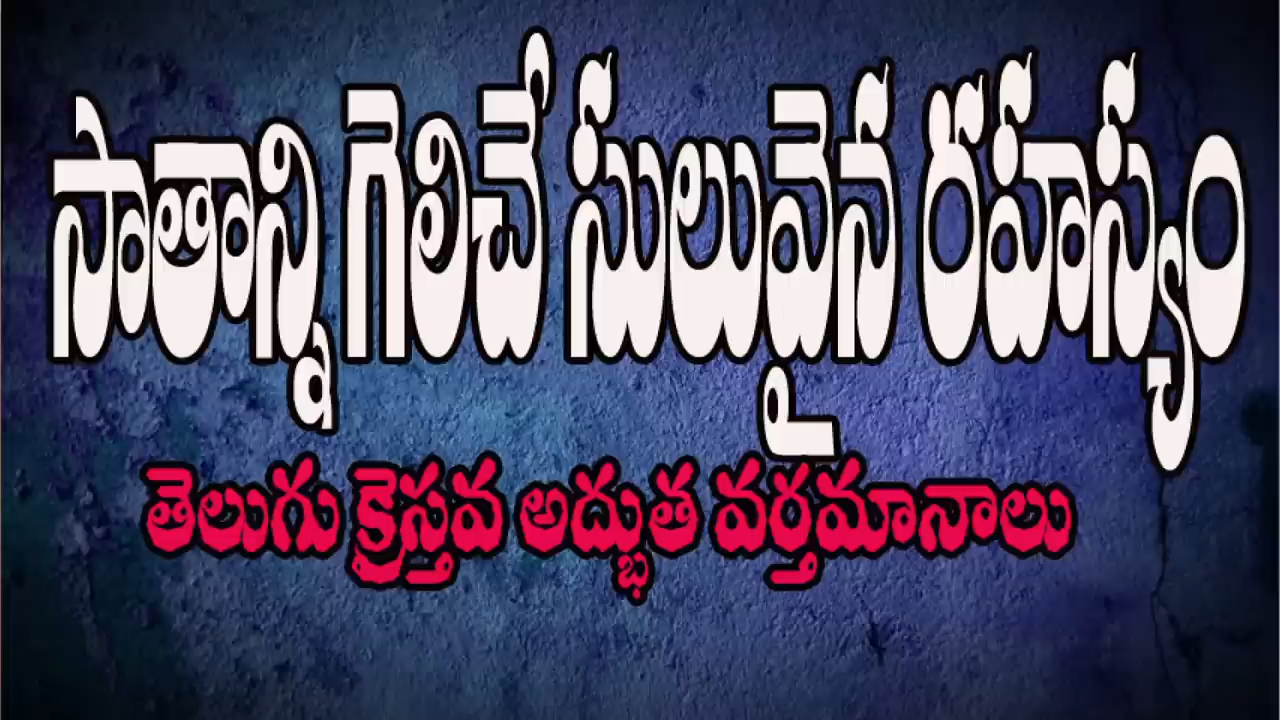 సాతాన్ని గెలిచే సులువైన రహస్యం
తెలుగు క్రైస్తవ అద్భుత వర్తమానాలు